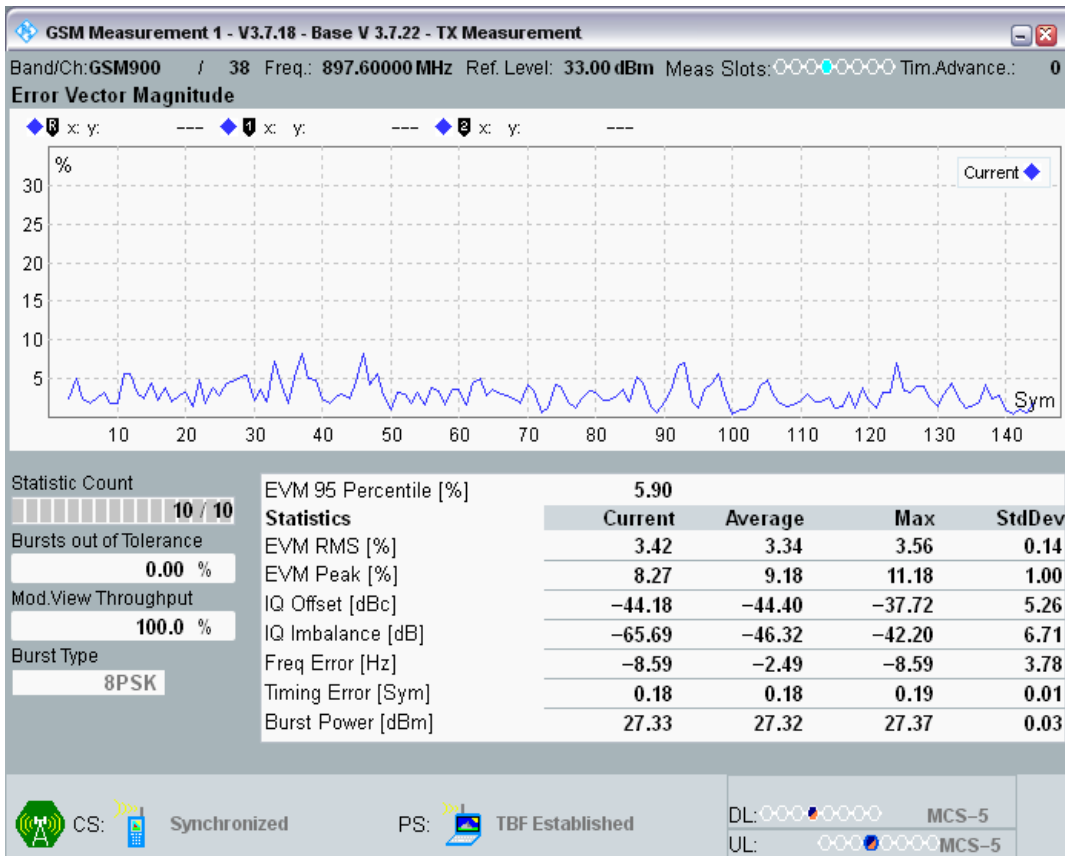 GSM Measurement 1 - V3.7.18 - Base V 3.7.22 - TX Measurement
Band/Ch:GSM900 / 38 Freq.: 897.60000 MHz Ref. Level: 33.00 dBm Meas Slots: Tim.Advance.: 0
Error Vector Magnitude
R x: y: --- 1 x: y: --- 2 x: y: ---
%
Current
30
25
20
15
10
5
Sym
10 20 30 40 50 60 70 80 90 100 110 120 130 140
Statistic Count
10 / 10
Bursts out of Tolerance
0.00 %
Mod.View Throughput
100.0 %
Burst Type
8PSK
EVM 95 Percentile [%] 5.90
Statistics Current Average Max StdDev
EVM RMS [%] 3.42 3.34 3.56 0.14
EVM Peak [%] 8.27 9.18 11.18 1.00
IQ Offset [dBc] −44.18 −44.40 −37.72 5.26
IQ Imbalance [dB] −65.69 −46.32 −42.20 6.71
Freq Error [Hz] −8.59 −2.49 −8.59 3.78
Timing Error [Sym] 0.18 0.18 0.19 0.01
Burst Power [dBm] 27.33 27.32 27.37 0.03
CS: Synchronized PS: TBF Established
DL: MCS−5
UL: MCS−5